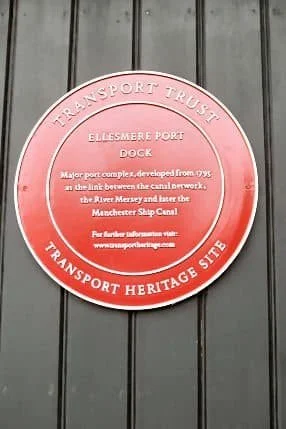 TRANSPORT TRUST
ELLESMERE PORT
DOCK
Major port complex, developed from 1795
as the link between the canal network,
the River Mersey and later the
Manchester Ship Canal
For further information visit:
www.transportheritage.com
TRANSPORT HERITAGE SITE